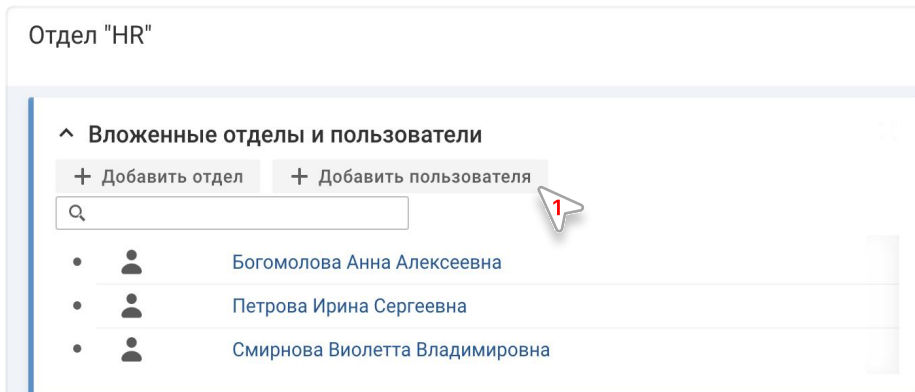 Отдел "HR"
Вложенные отделы и пользователи
+ Добавить отдел + Добавить пользователя
1
Богомолова Анна Алексеевна
Петрова Ирина Сергеевна
Смирнова Виолетта Владимировна